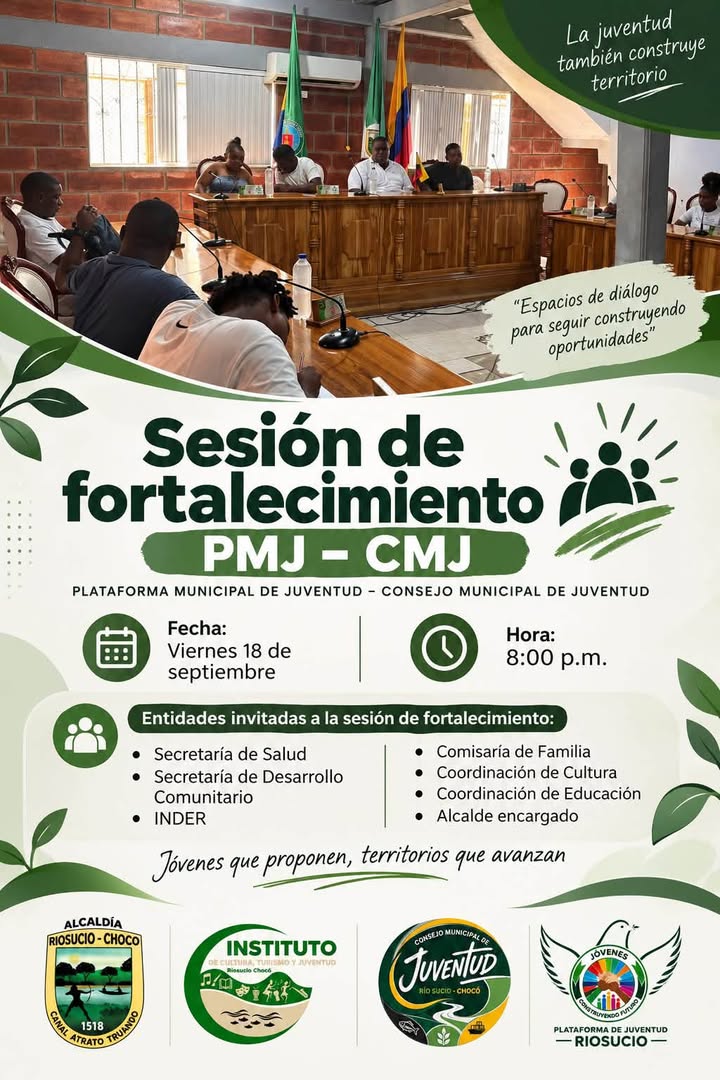 La juventud
también construye
territorio
“Espacios de diálogo
para seguir construyendo
oportunidades”
Sesión de
fortalecimiento
PMJ – CMJ
PLATAFORMA MUNICIPAL DE JUVENTUD – CONSEJO MUNICIPAL DE JUVENTUD
Fecha:
Viernes 18 de
septiembre
Hora:
8:00 p.m.
Entidades invitadas a la sesión de fortalecimiento:
• Secretaría de Salud
• Secretaría de Desarrollo
Comunitario
• INDER
• Comisaría de Familia
• Coordinación de Cultura
• Coordinación de Educación
• Alcalde encargado
Jóvenes que proponen, territorios que avanzan
ALCALDÍA
RIOSUCIO - CHOCO
1518
CANAL ATRATO TRUANDO
INSTITUTO
DE CULTURA, TURISMO Y JUVENTUD
Riosucio Chocó
CONSEJO MUNICIPAL DE
JUVENTUD
RÍO SUCIO - CHOCÓ
JÓVENES
CONSTRUYENDO FUTURO
PLATAFORMA DE JUVENTUD
RIOSUCIO